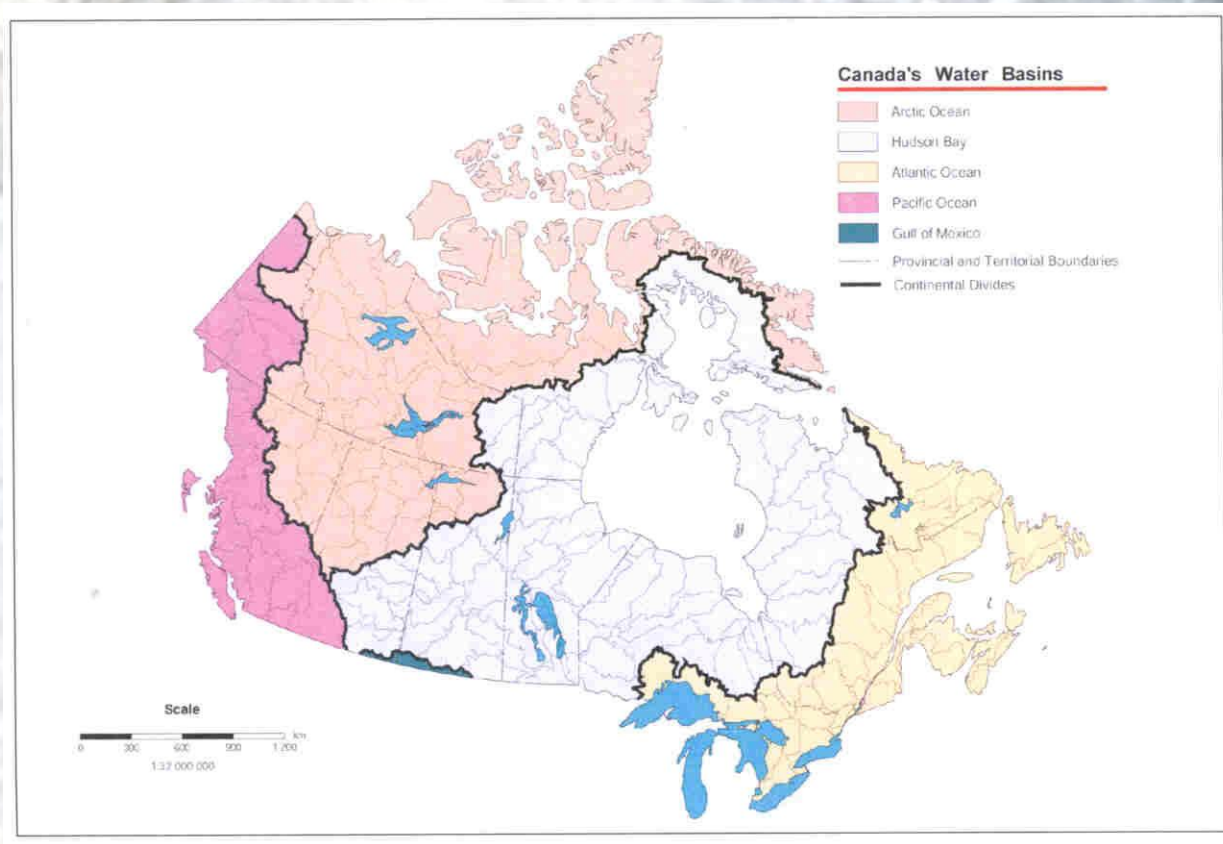 Canada's Water Basins
Arctic Ocean
Hudson Bay
Atlantic Ocean
Pacific Ocean
Gulf of Mexico
Provincial and Territorial Boundaries
Continental Divides
Scale
0 300 600 900 1 200 km
1:32 000 000